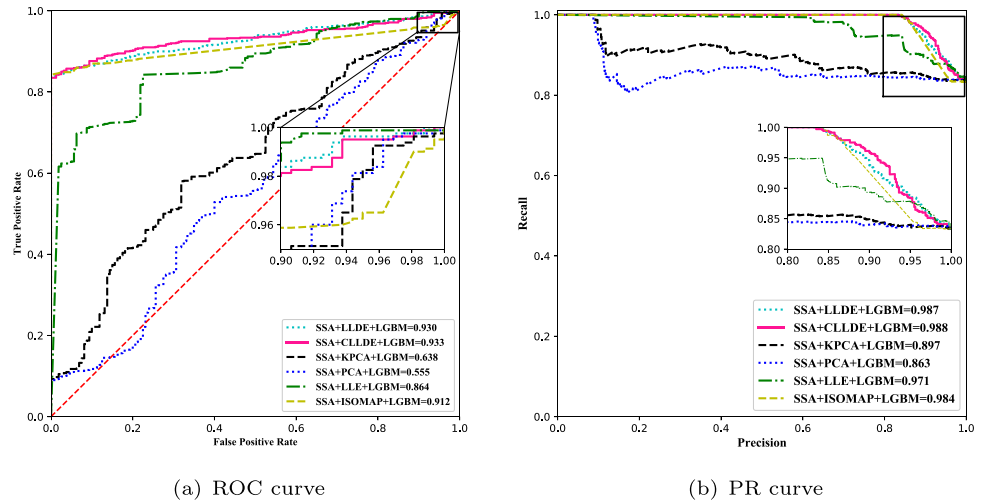 1.0
0.8
0.6
0.4
0.2
0.0
True Positive Rate
0.0
0.2
0.4
0.6
0.8
1.0
False Positive Rate
1.00
0.98
0.96
0.90
0.92
0.94
0.96
0.98
1.00
SSA+LLDE+LGBM=0.930
SSA+CLLDE+LGBM=0.933
SSA+KPCA+LGBM=0.638
SSA+PCA+LGBM=0.555
SSA+LLE+LGBM=0.864
SSA+ISOMAP+LGBM=0.912
(a) ROC curve
1.0
0.8
0.6
0.4
0.2
0.0
Recall
0.0
0.2
0.4
0.6
0.8
1.0
Precision
1.00
0.95
0.90
0.85
0.80
0.80
0.85
0.90
0.95
1.00
SSA+LLDE+LGBM=0.987
SSA+CLLDE+LGBM=0.988
SSA+KPCA+LGBM=0.897
SSA+PCA+LGBM=0.863
SSA+LLE+LGBM=0.971
SSA+ISOMAP+LGBM=0.984
(b) PR curve